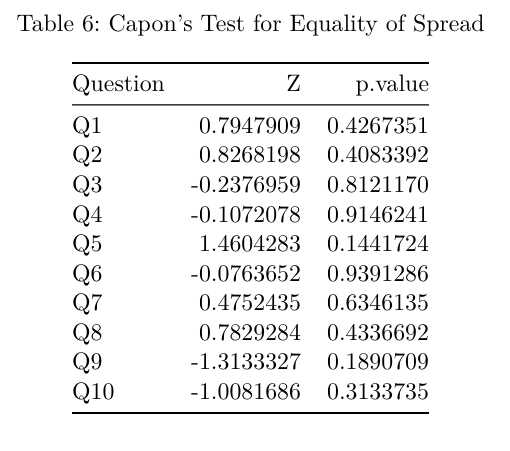 Table 6: Capon's Test for Equality of Spread
Question Z p.value
Q1 0.7947909 0.4267351
Q2 0.8268198 0.4083392
Q3 -0.2376959 0.8121170
Q4 -0.1072078 0.9146241
Q5 1.4604283 0.1441724
Q6 -0.0763652 0.9391286
Q7 0.4752435 0.6346135
Q8 0.7829284 0.4336692
Q9 -1.3133327 0.1890709
Q10 -1.0081686 0.3133735